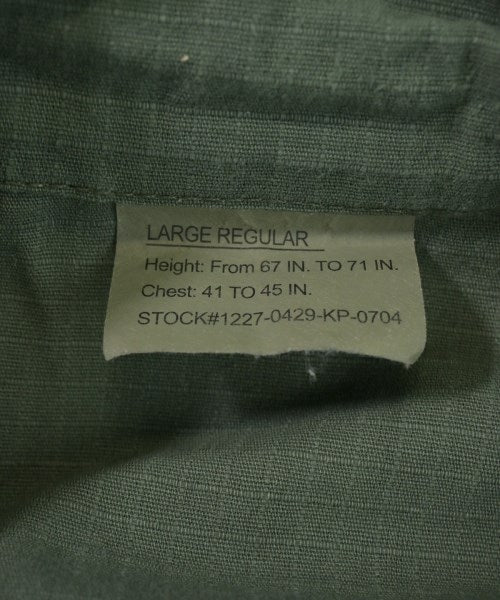 LARGE REGULAR
Height: From 67 IN. TO 71 IN.
Chest: 41 TO 45 IN.
STOCK#1227-0429-KP-0704